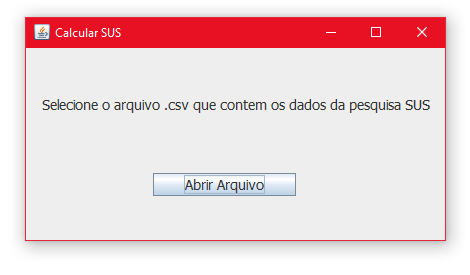 Calcular SUS
Selecione o arquivo .csv que contem os dados da pesquisa SUS
Abrir Arquivo